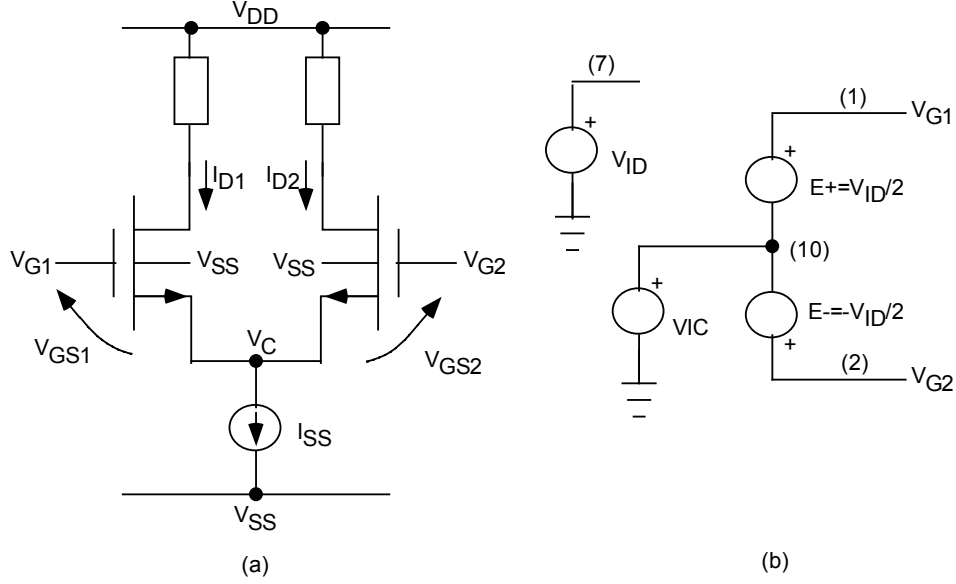 VDD
ID1
ID2
VG1
VSS
VSS
VG2
VGS1
VC
VGS2
ISS
VSS
(a)
(7)
+
VID
(1)
VG1
+
E+=VID/2
(10)
+
VIC
E-=-VID/2
+
(2)
VG2
(b)